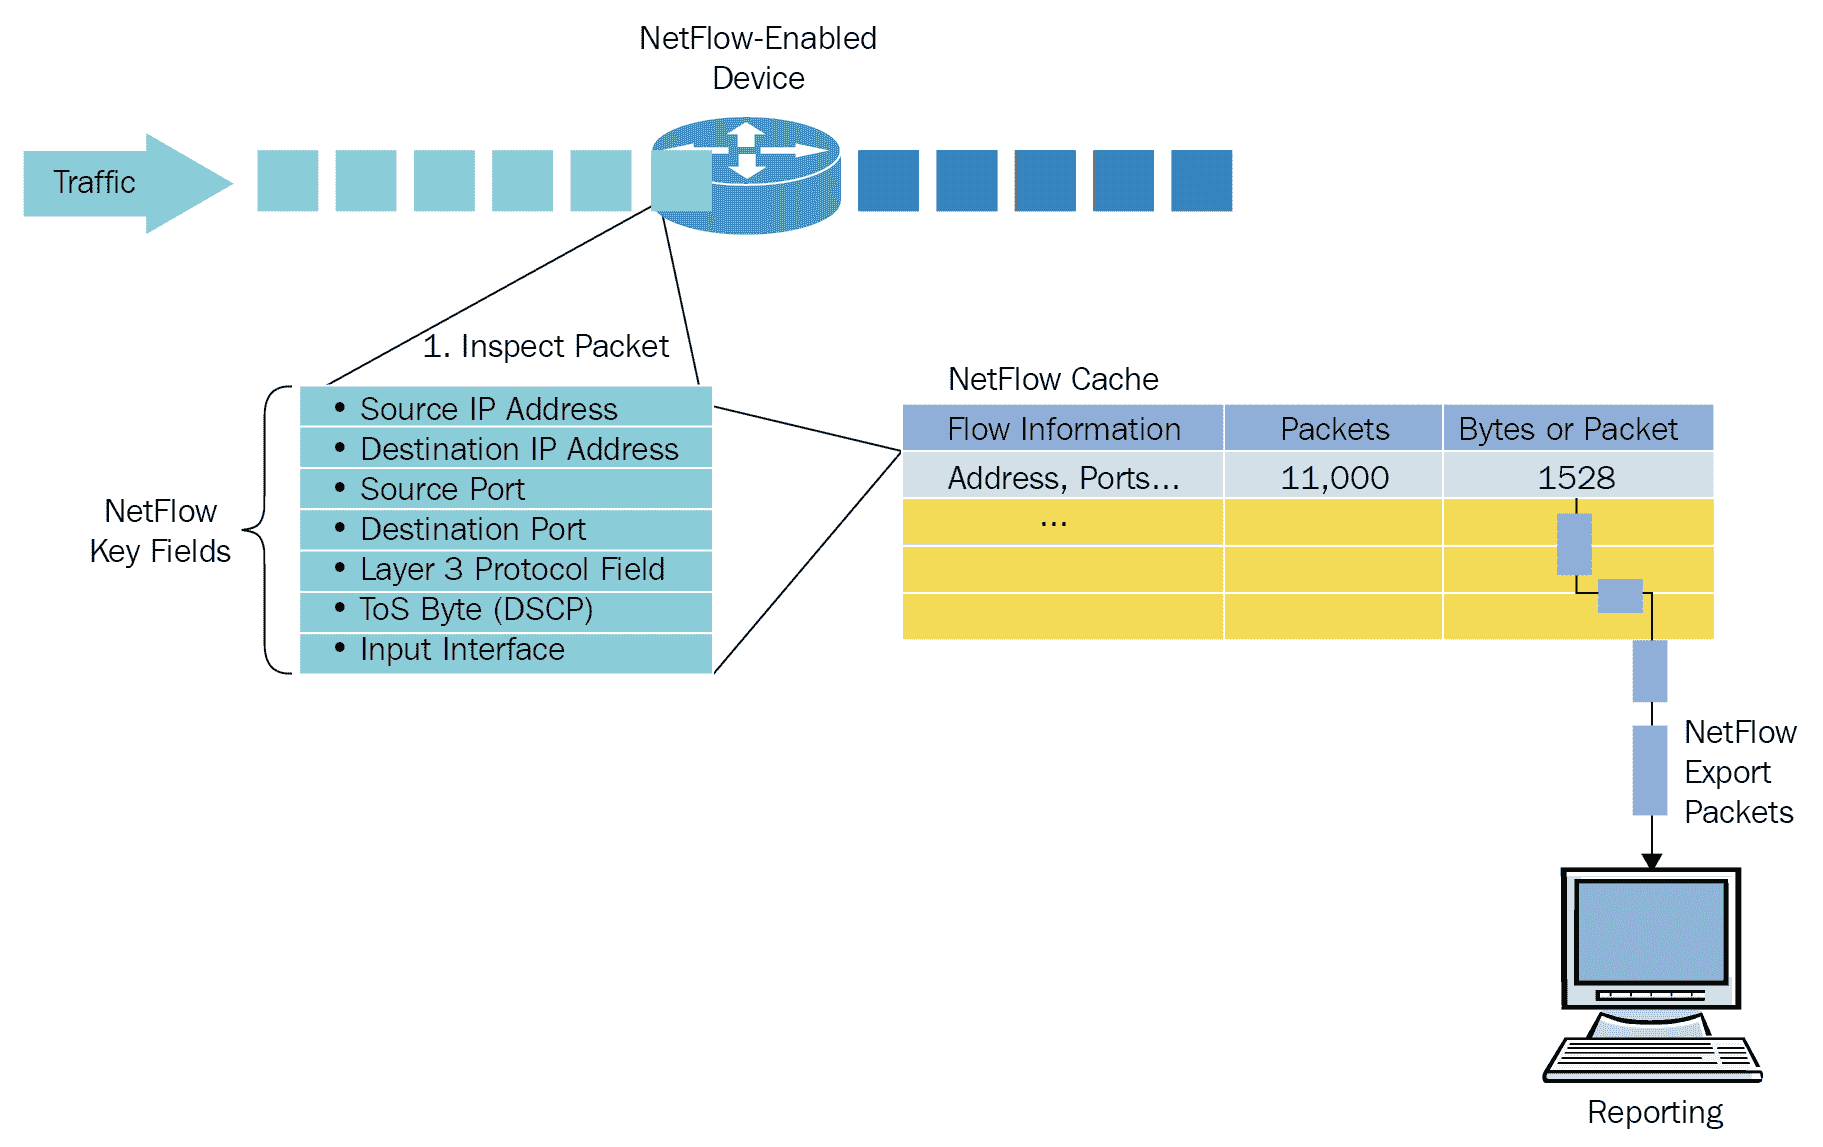 NetFlow-Enabled
Device
Traffic
1. Inspect Packet
NetFlow
Key Fields
• Source IP Address
• Destination IP Address
• Source Port
• Destination Port
• Layer 3 Protocol Field
• ToS Byte (DSCP)
• Input Interface
NetFlow Cache
Flow Information Packets Bytes or Packet
Address, Ports... 11,000 1528
...
NetFlow
Export
Packets
Reporting